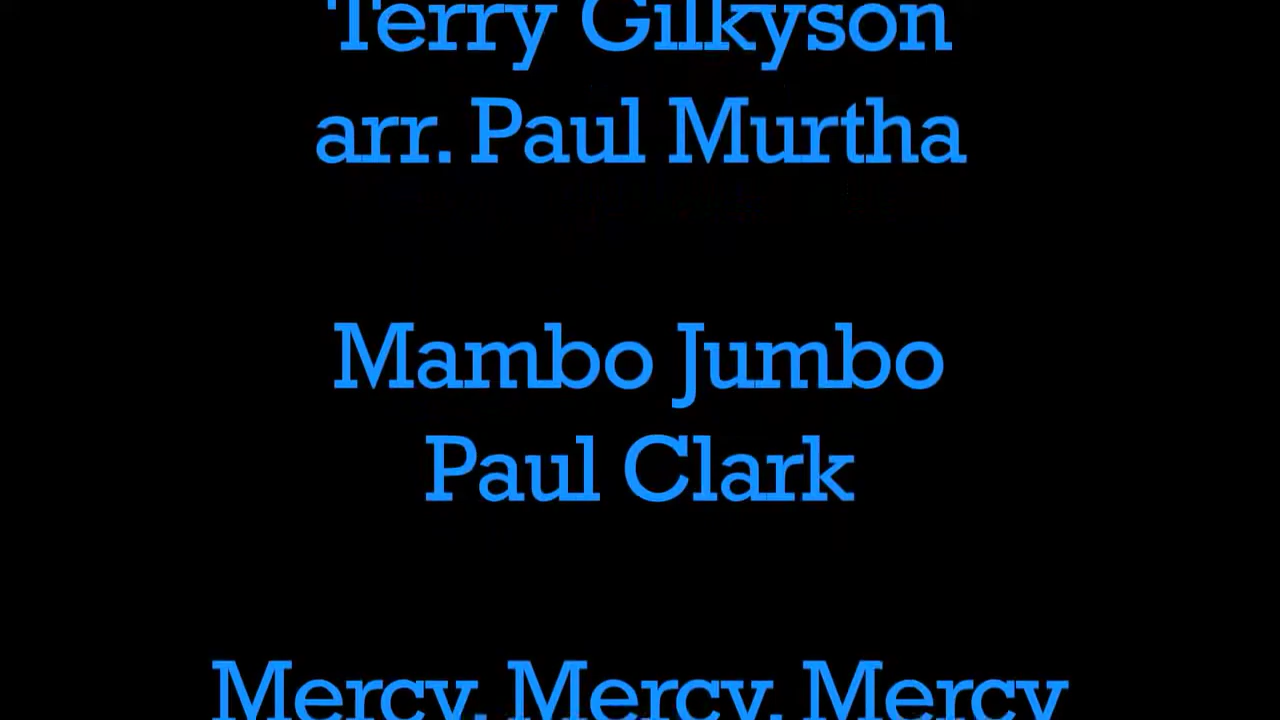 Terry Gilkyson
arr. Paul Murtha
Mambo Jumbo
Paul Clark
Mercy, Mercy, Mercy